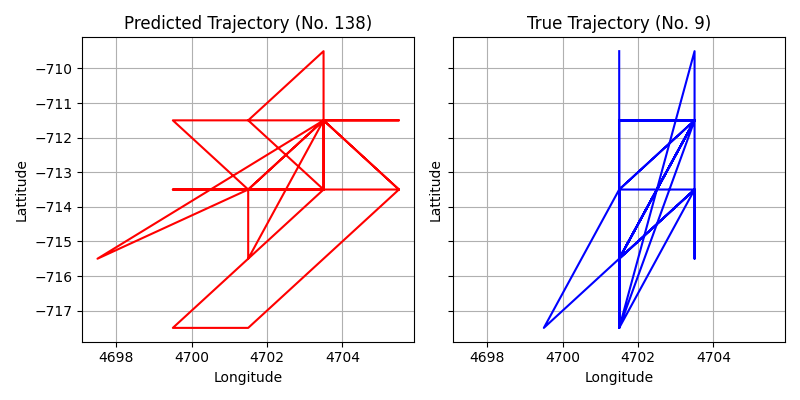 Predicted Trajectory (No. 138)
True Trajectory (No. 9)
Lattitude
−710
−711
−712
−713
−714
−715
−716
−717
4698
4700
4702
4704
Longitude
Lattitude
4698
4700
4702
4704
Longitude